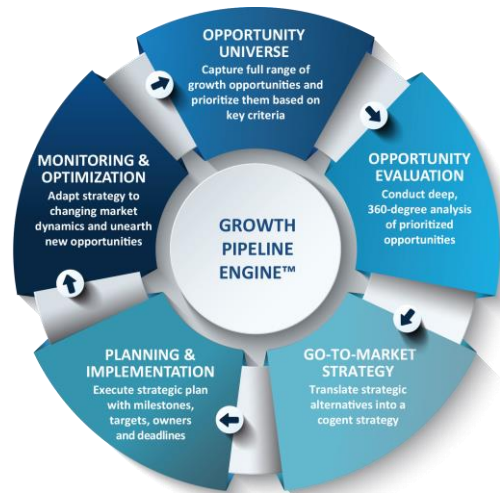 OPPORTUNITY
UNIVERSE
Capture full range of
growth opportunities and
prioritize them based on
key criteria
OPPORTUNITY
EVALUATION
Conduct deep,
360-degree analysis
of prioritized
opportunities
GO-TO-MARKET
STRATEGY
Translate strategic
alternatives into a
cogent strategy
PLANNING &
IMPLEMENTATION
Execute strategic plan
with milestones,
targets, owners
and deadlines
MONITORING &
OPTIMIZATION
Adapt strategy to
changing market
dynamics and unearth
new opportunities
GROWTH
PIPELINE
ENGINE™